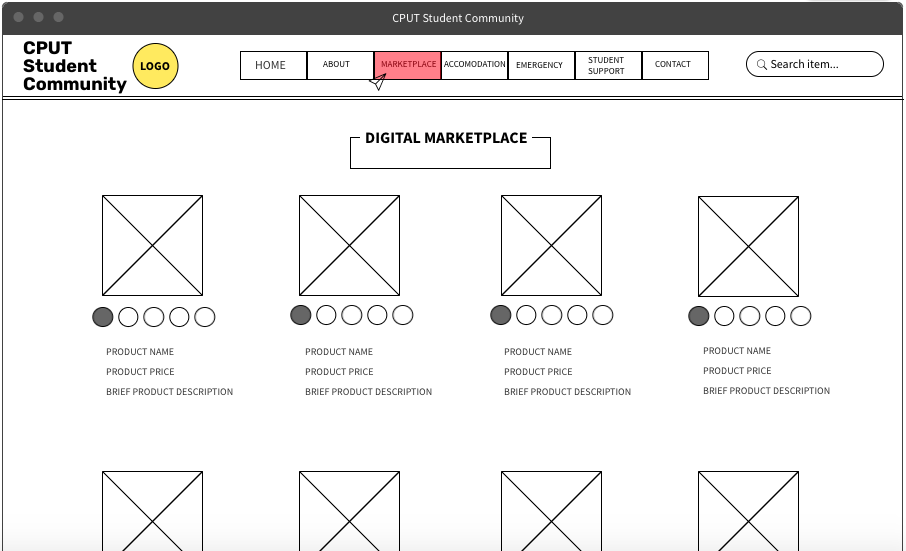 CPUT Student Community
CPUT
Student
Community
LOGO
HOME
ABOUT
MARKETPLACE
ACCOMODATION
EMERGENCY
STUDENT
SUPPORT
CONTACT
Search item...
DIGITAL MARKETPLACE
PRODUCT NAME
PRODUCT PRICE
BRIEF PRODUCT DESCRIPTION
PRODUCT NAME
PRODUCT PRICE
BRIEF PRODUCT DESCRIPTION
PRODUCT NAME
PRODUCT PRICE
BRIEF PRODUCT DESCRIPTION
PRODUCT NAME
PRODUCT PRICE
BRIEF PRODUCT DESCRIPTION